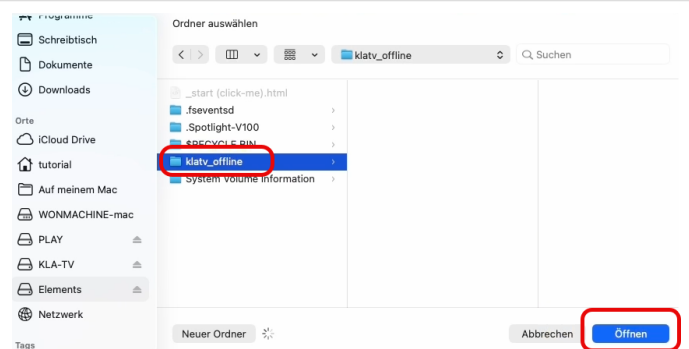 Programme
Schreibtisch
Dokumente
Downloads
Orte
iCloud Drive
tutorial
Auf meinem Mac
WONMACHINE-mac
PLAY
KLA-TV
Elements
Netzwerk
Tags
Ordner auswählen
klatv_offline
Suchen
_start (click-me).html
.fseventsd
.Spotlight-V100
$RECYCLE.BIN
klatv_offline
System Volume Information
Neuer Ordner
Abbrechen
Öffnen